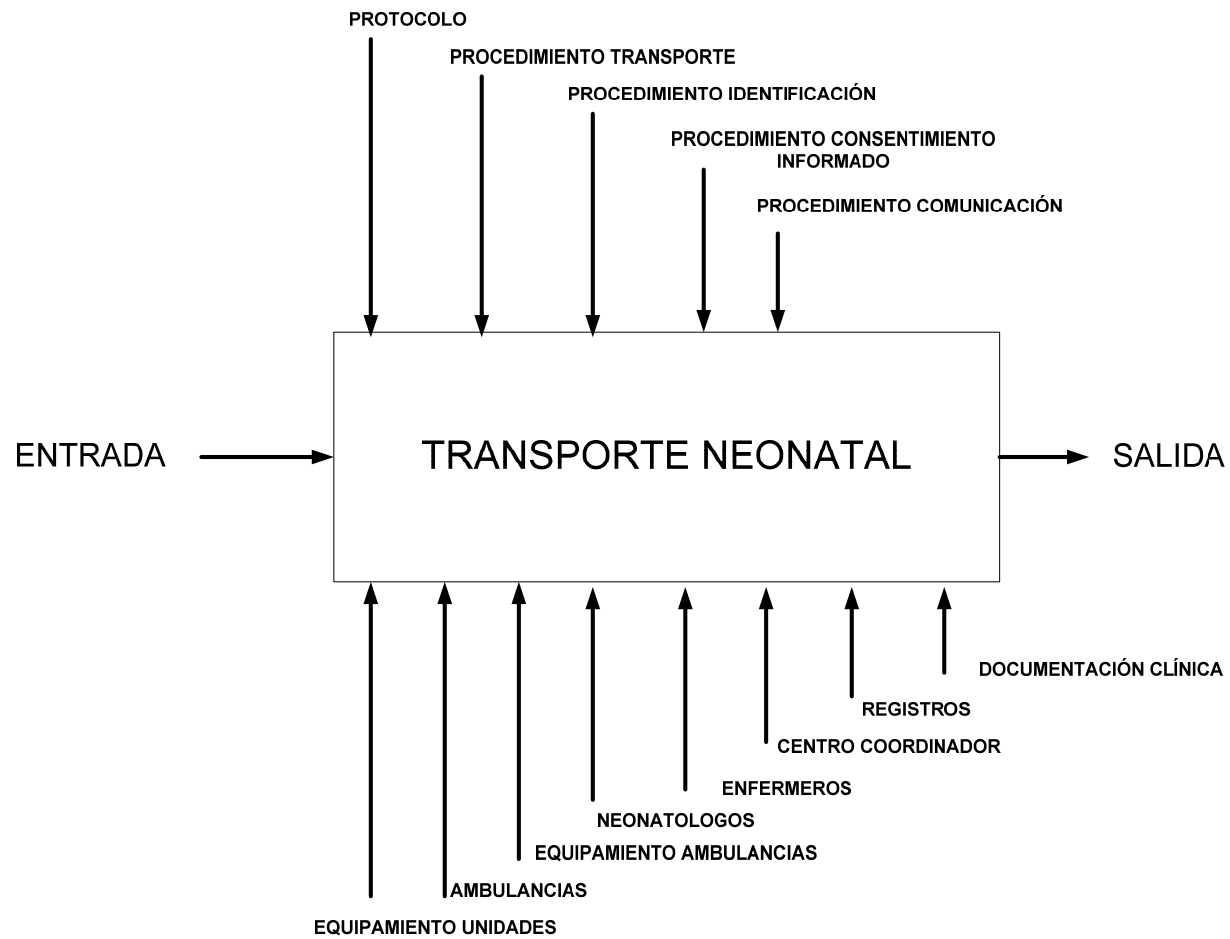 PROTOCOLO
PROCEDIMIENTO TRANSPORTE
PROCEDIMIENTO IDENTIFICACIÓN
PROCEDIMIENTO CONSENTIMIENTO
INFORMADO
PROCEDIMIENTO COMUNICACIÓN
ENTRADA
TRANSPORTE NEONATAL
SALIDA
DOCUMENTACIÓN CLÍNICA
REGISTROS
CENTRO COORDINADOR
ENFERMEROS
NEONATOLOGOS
EQUIPAMIENTO AMBULANCIAS
AMBULANCIAS
EQUIPAMIENTO UNIDADES